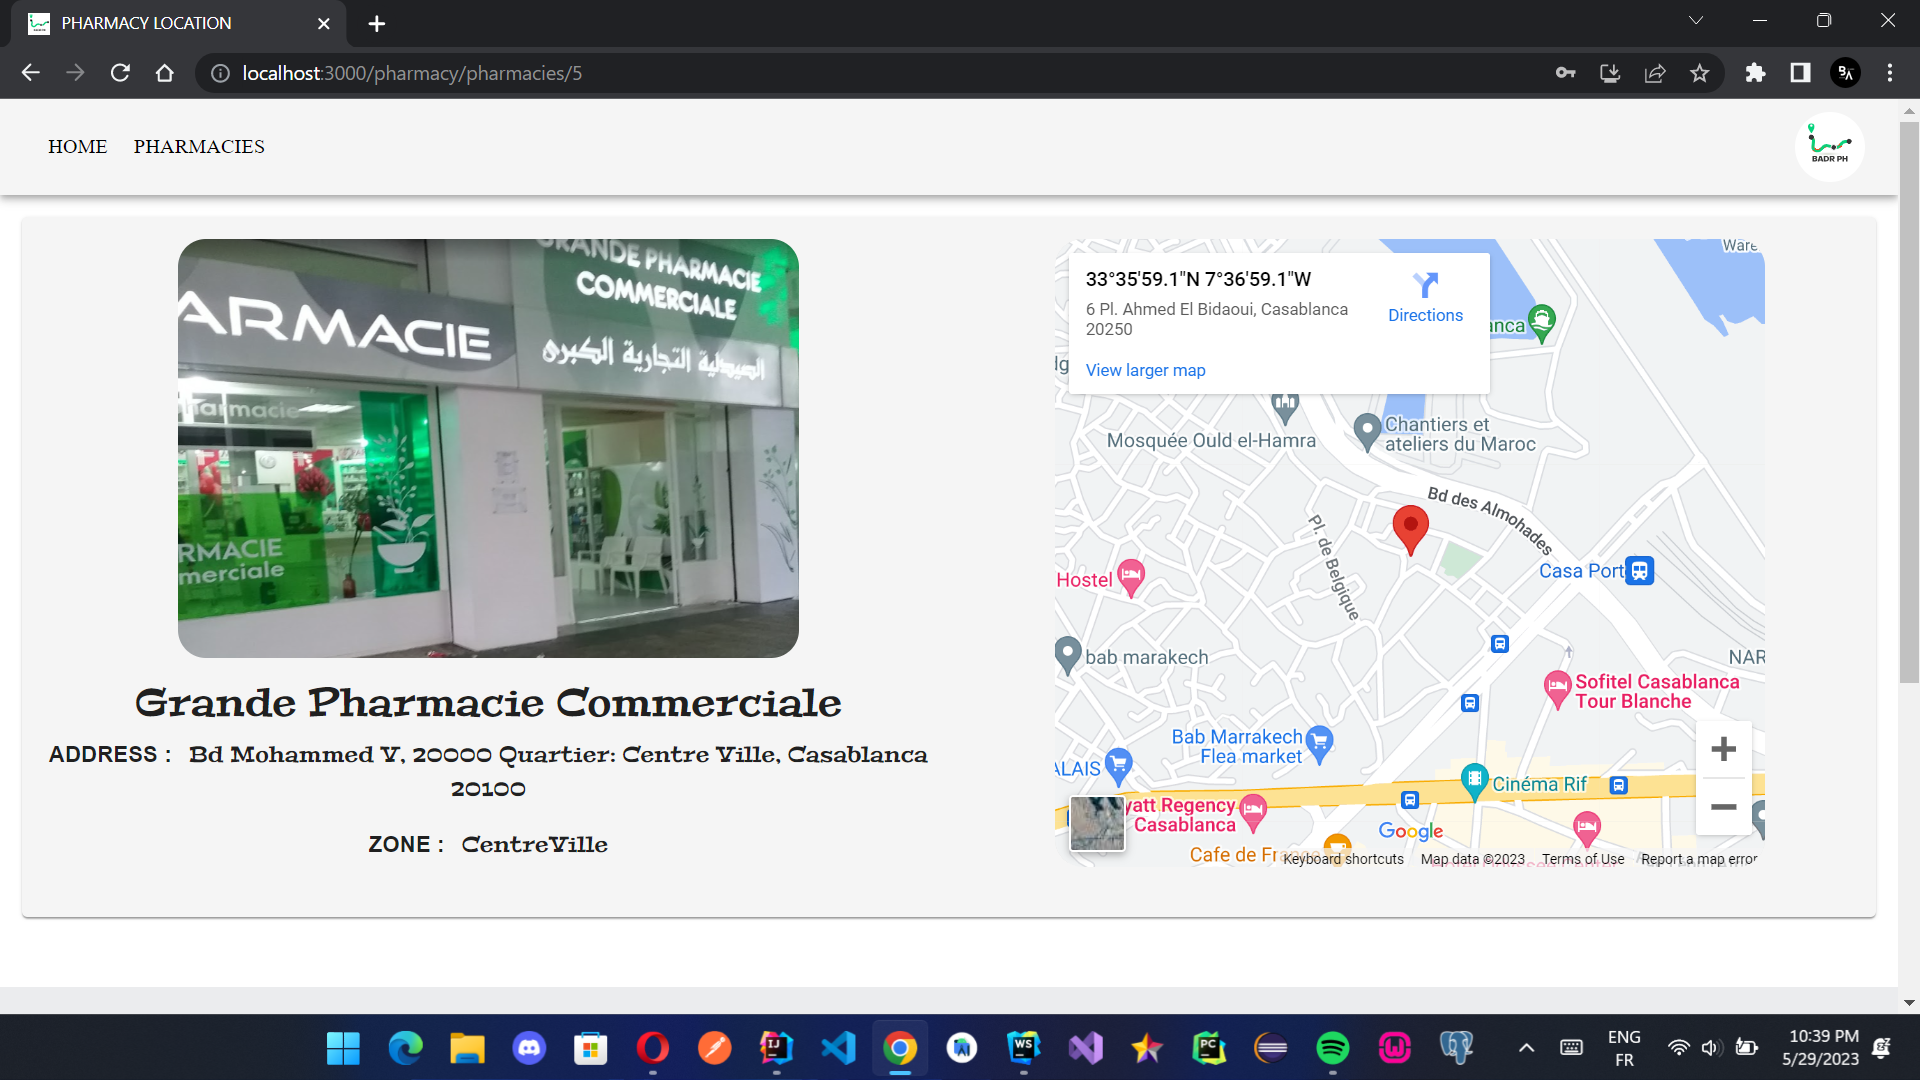 PHARMACY LOCATION
localhost:3000/pharmacy/pharmacies/5
HOME PHARMACIES
BADR PH
GRANDE PHARMACIE
COMMERCIALE
الصيدلية التجارية الكبرى
ARMACIE
harmacie
RMACIE
merciale
Grande Pharmacie Commerciale
ADDRESS : Bd Mohammed V, 20000 Quartier: Centre Ville, Casablanca
20100
ZONE : CentreVille
33°35'59.1"N 7°36'59.1"W
6 Pl. Ahmed El Bidaoui, Casablanca
20250
Directions
View larger map
Ware
anca
Mosquée Ould el-Hamra
Chantiers et
ateliers du Maroc
Bd des Almohades
Pl. de Belgique
Casa Port
Hostel
bab marakech
NAR
Sofitel Casablanca
Tour Blanche
Bab Marrakech
Flea market
ALAIS
Cinéma Rif
yatt Regency
Casablanca
Google
Cafe de Fra
Keyboard shortcuts Map data ©2023 Terms of Use Report a map error
ENG
FR
10:39 PM
5/29/2023